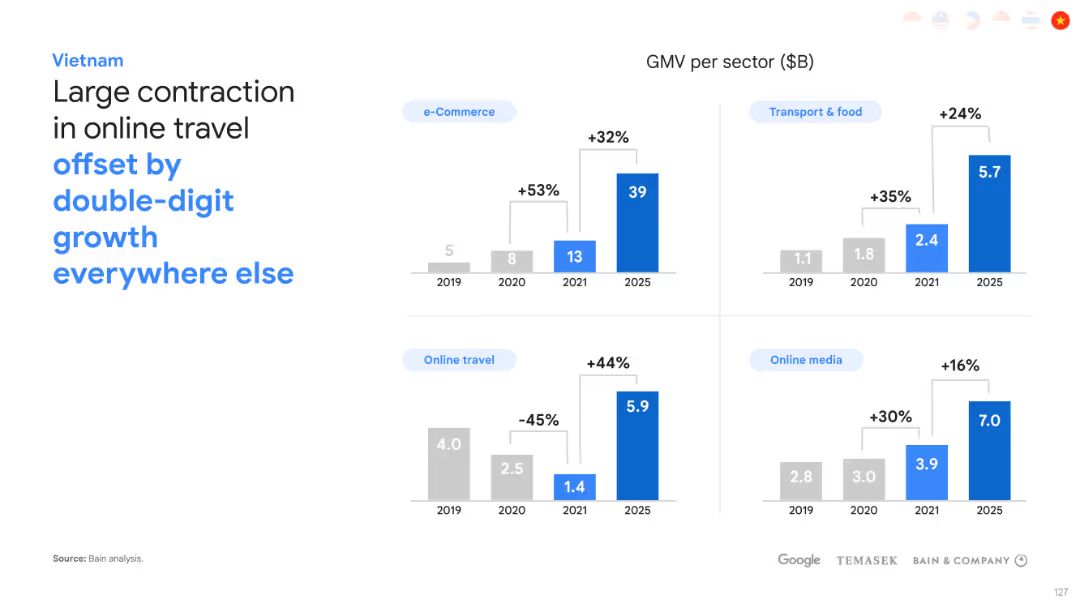 Vietnam
Large contraction
in online travel
offset by
double-digit
growth
everywhere else
GMV per sector ($B)
e-Commerce
+32%
+53%
5
8
13
39
2019 2020 2021 2025
Transport & food
+24%
+35%
1.1
1.8
2.4
5.7
2019 2020 2021 2025
Online travel
+44%
-45%
4.0
2.5
1.4
5.9
2019 2020 2021 2025
Online media
+16%
+30%
2.8
3.0
3.9
7.0
2019 2020 2021 2025
Source: Bain analysis.
Google TEMASEK BAIN & COMPANY
127